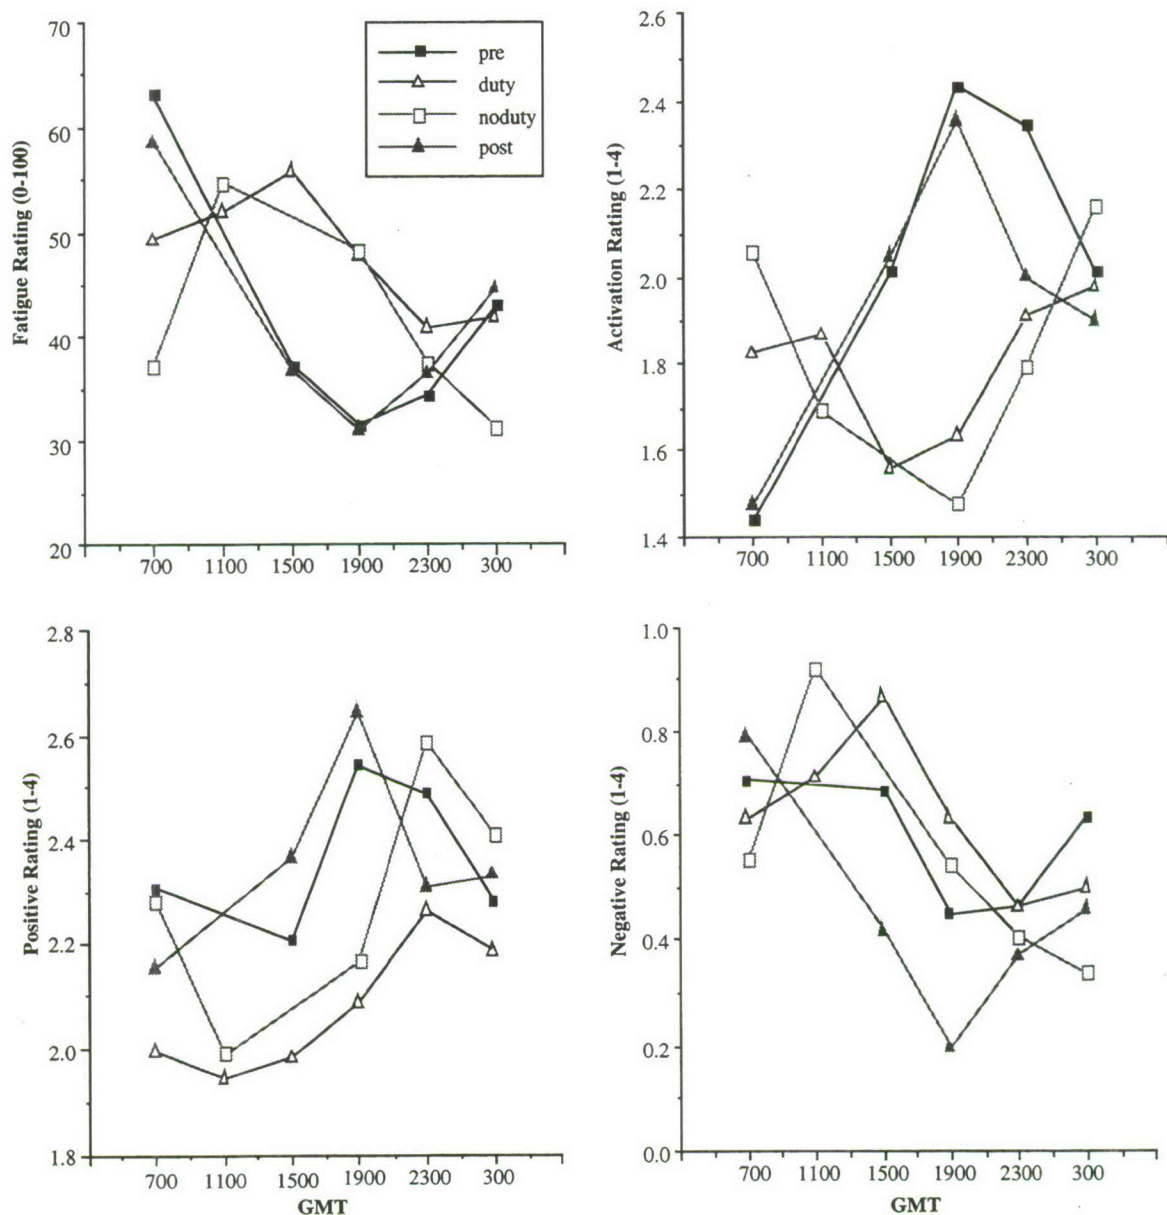 70
60
50
40
30
20
Fatigue Rating (0-100)
pre
duty
noduty
post
700 1100 1500 1900 2300 300
2.6
2.4
2.2
2.0
1.8
1.6
1.4
Activation Rating (1-4)
700 1100 1500 1900 2300 300
2.8
2.6
2.4
2.2
2.0
1.8
Positive Rating (1-4)
700 1100 1500 1900 2300 300
GMT
1.0
0.8
0.6
0.4
0.2
0.0
Negative Rating (1-4)
700 1100 1500 1900 2300 300
GMT